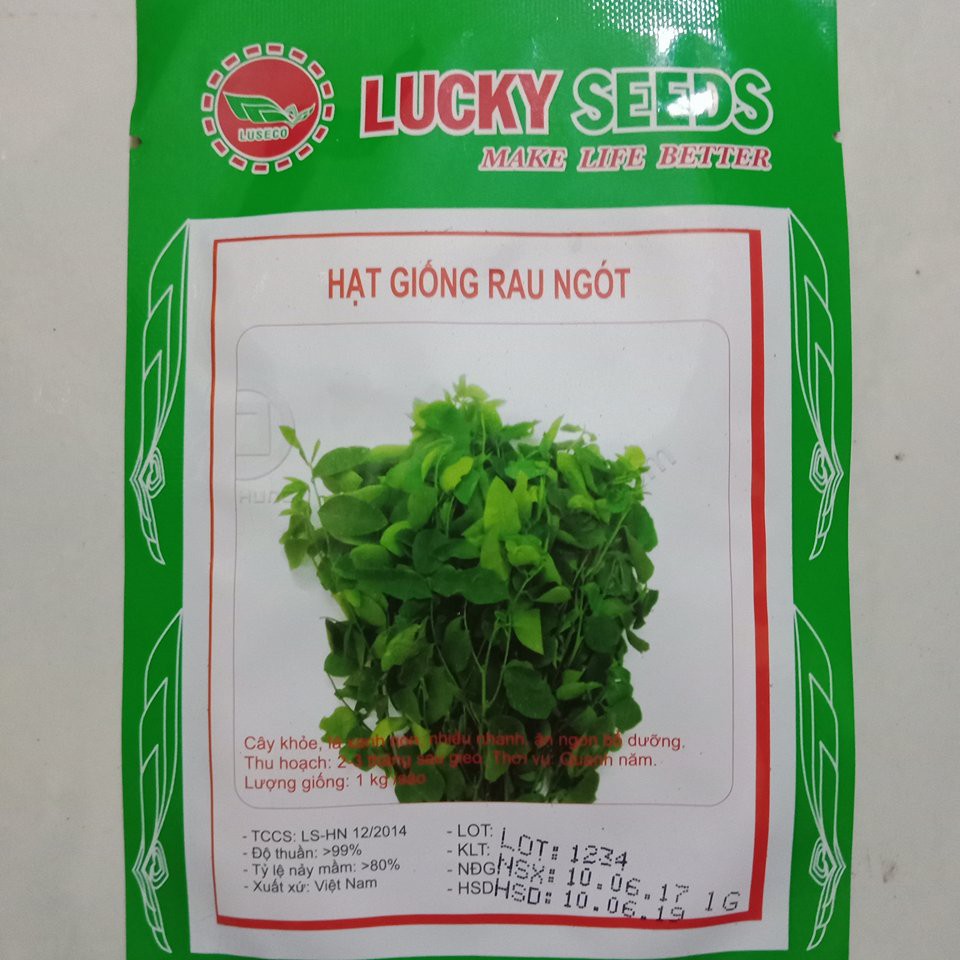 LUSECO
LUCKY SEEDS
MAKE LIFE BETTER
HẠT GIỐNG RAU NGÓT
Cây khỏe, lá xanh nhiều nhánh, ăn ngon bổ dưỡng.
Thu hoạch: 2-3 tháng sau gieo. Thời vụ: Quanh năm.
Lượng giống: 1 kg /sào
- TCCS: LS-HN 12/2014
- Độ thuần: >99%
- Tỷ lệ nảy mầm: >80%
- Xuất xứ: Việt Nam
- LOT: LOT: 1234
- KLT:
- NĐG NSX: 10.06.17 1G
- HSD HSD: 10.06.19